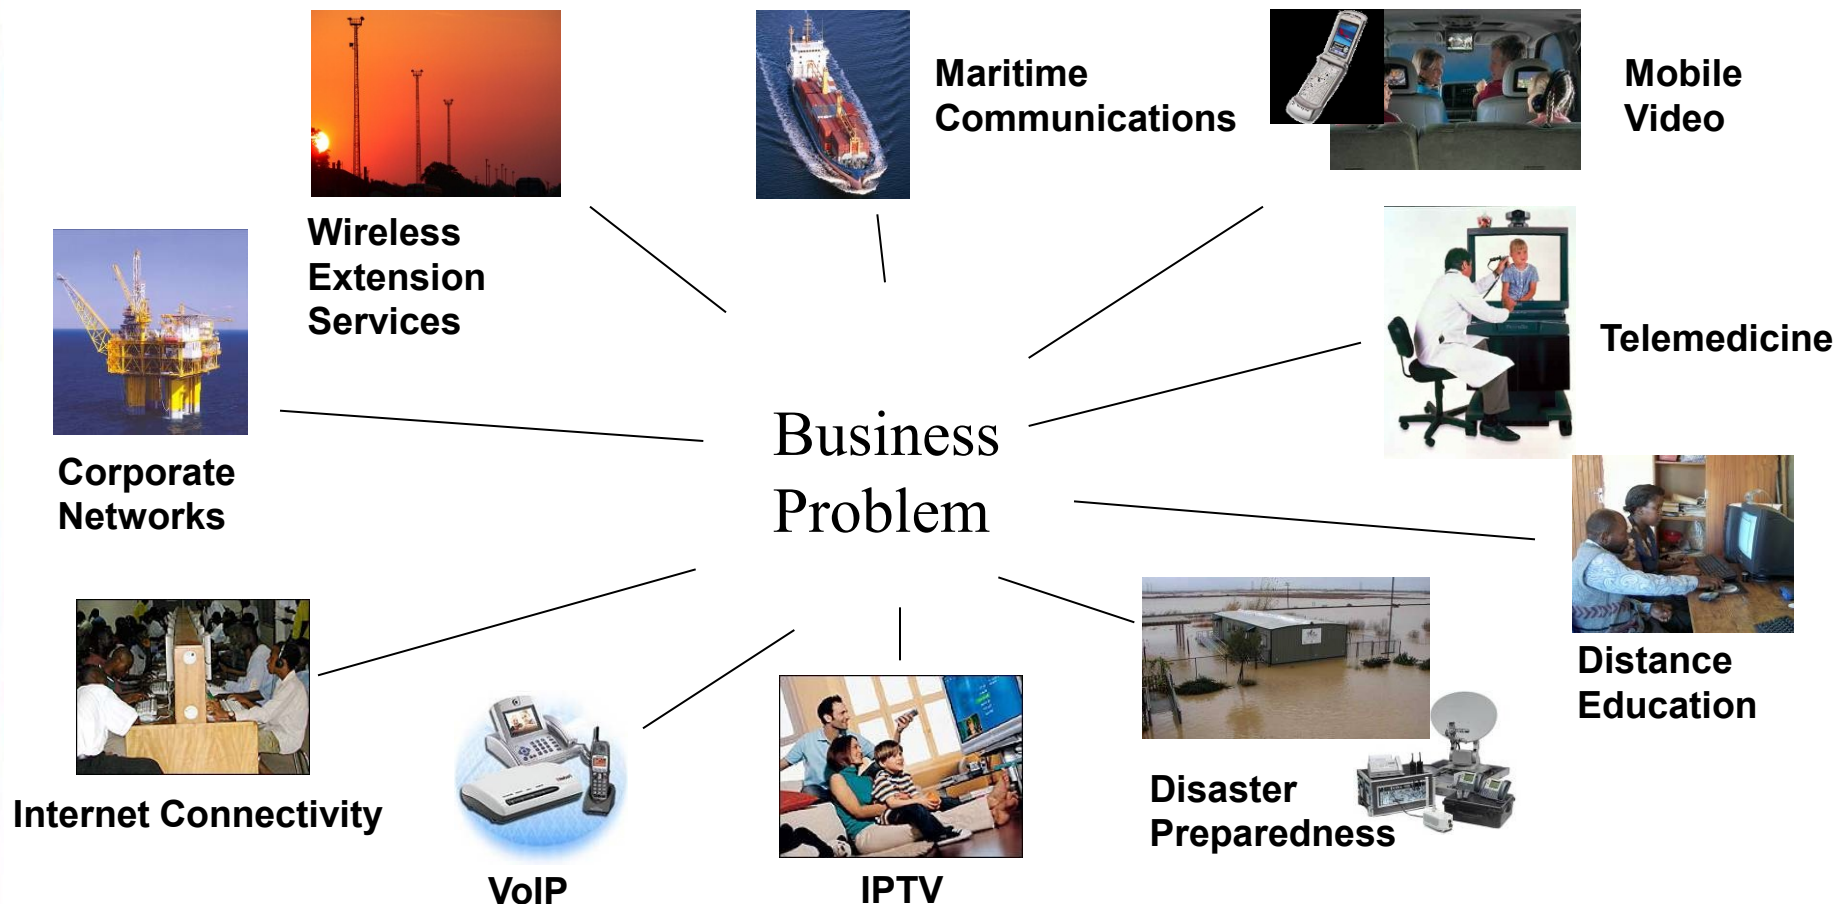 Maritime
Communications
Mobile
Video
Wireless
Extension
Services
Telemedicine
Business
Problem
Corporate
Networks
Distance
Education
Internet Connectivity
Disaster
Preparedness
VoIP
IPTV